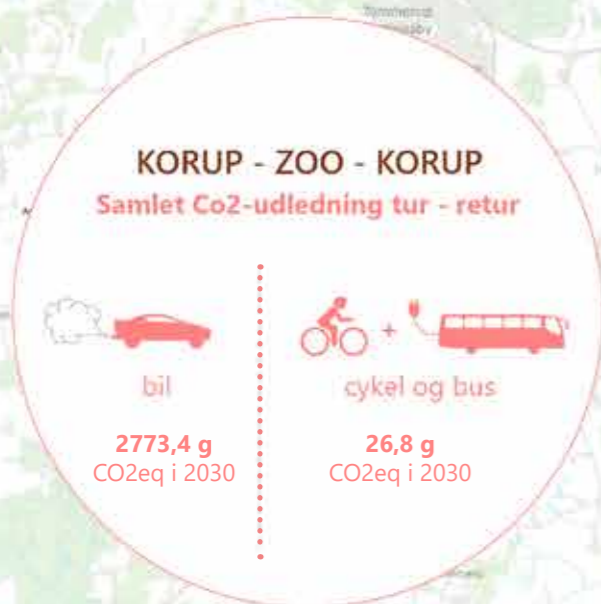 KORUP - ZOO - KORUP
Samlet Co2-udledning tur - retur
+
bil
cykel og bus
2773,4 g
CO2eq i 2030
26,8 g
CO2eq i 2030